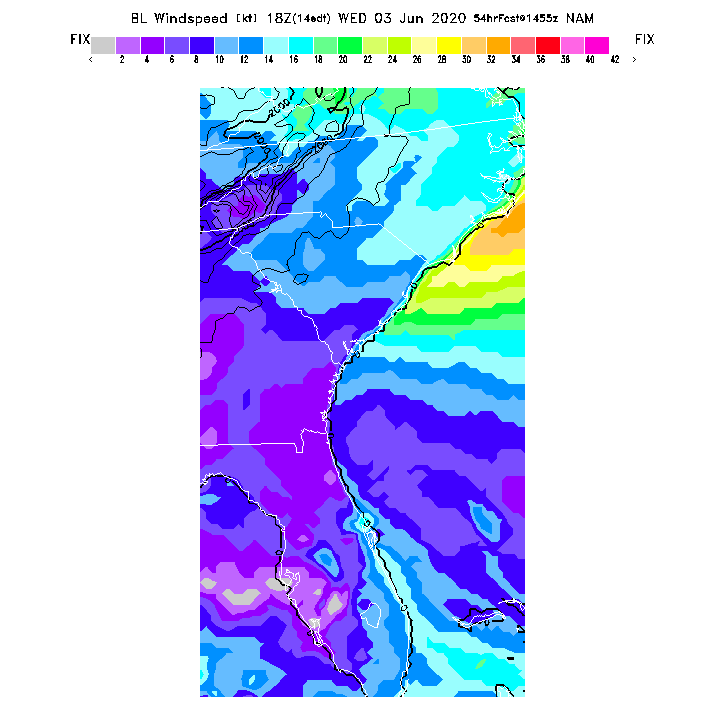 BL Windspeed [kt] 18Z(14edt) WED 03 Jun 2020 54hrFcst@1455z NAM
FIX FIX
< 2 4 6 8 10 12 14 16 18 20 22 24 26 28 30 32 34 36 38 40 42 >
2000